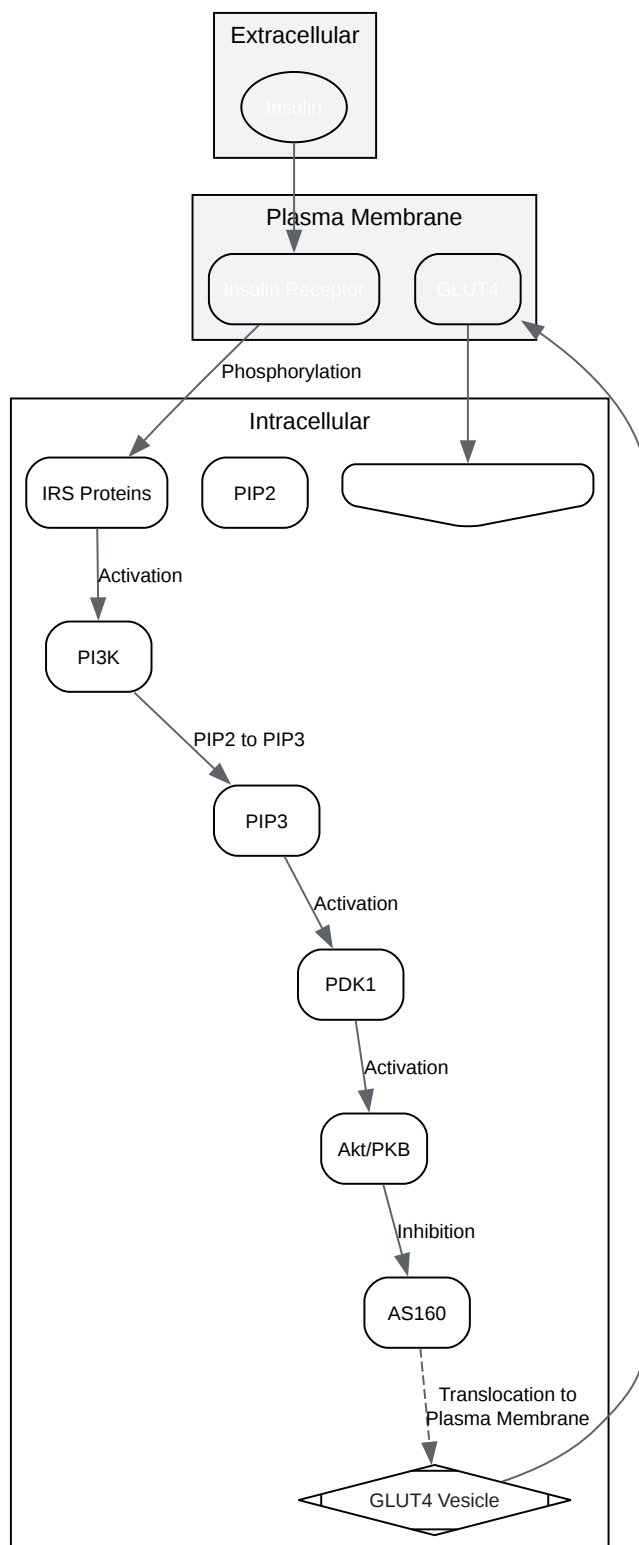 Extracellular
Insulin
Plasma Membrane
Insulin Receptor
GLUT4
Phosphorylation
Intracellular
IRS Proteins
PIP2
Activation
PI3K
PIP2 to PIP3
PIP3
Activation
PDK1
Activation
Akt/PKB
Inhibition
AS160
Translocation to
Plasma Membrane
GLUT4 Vesicle